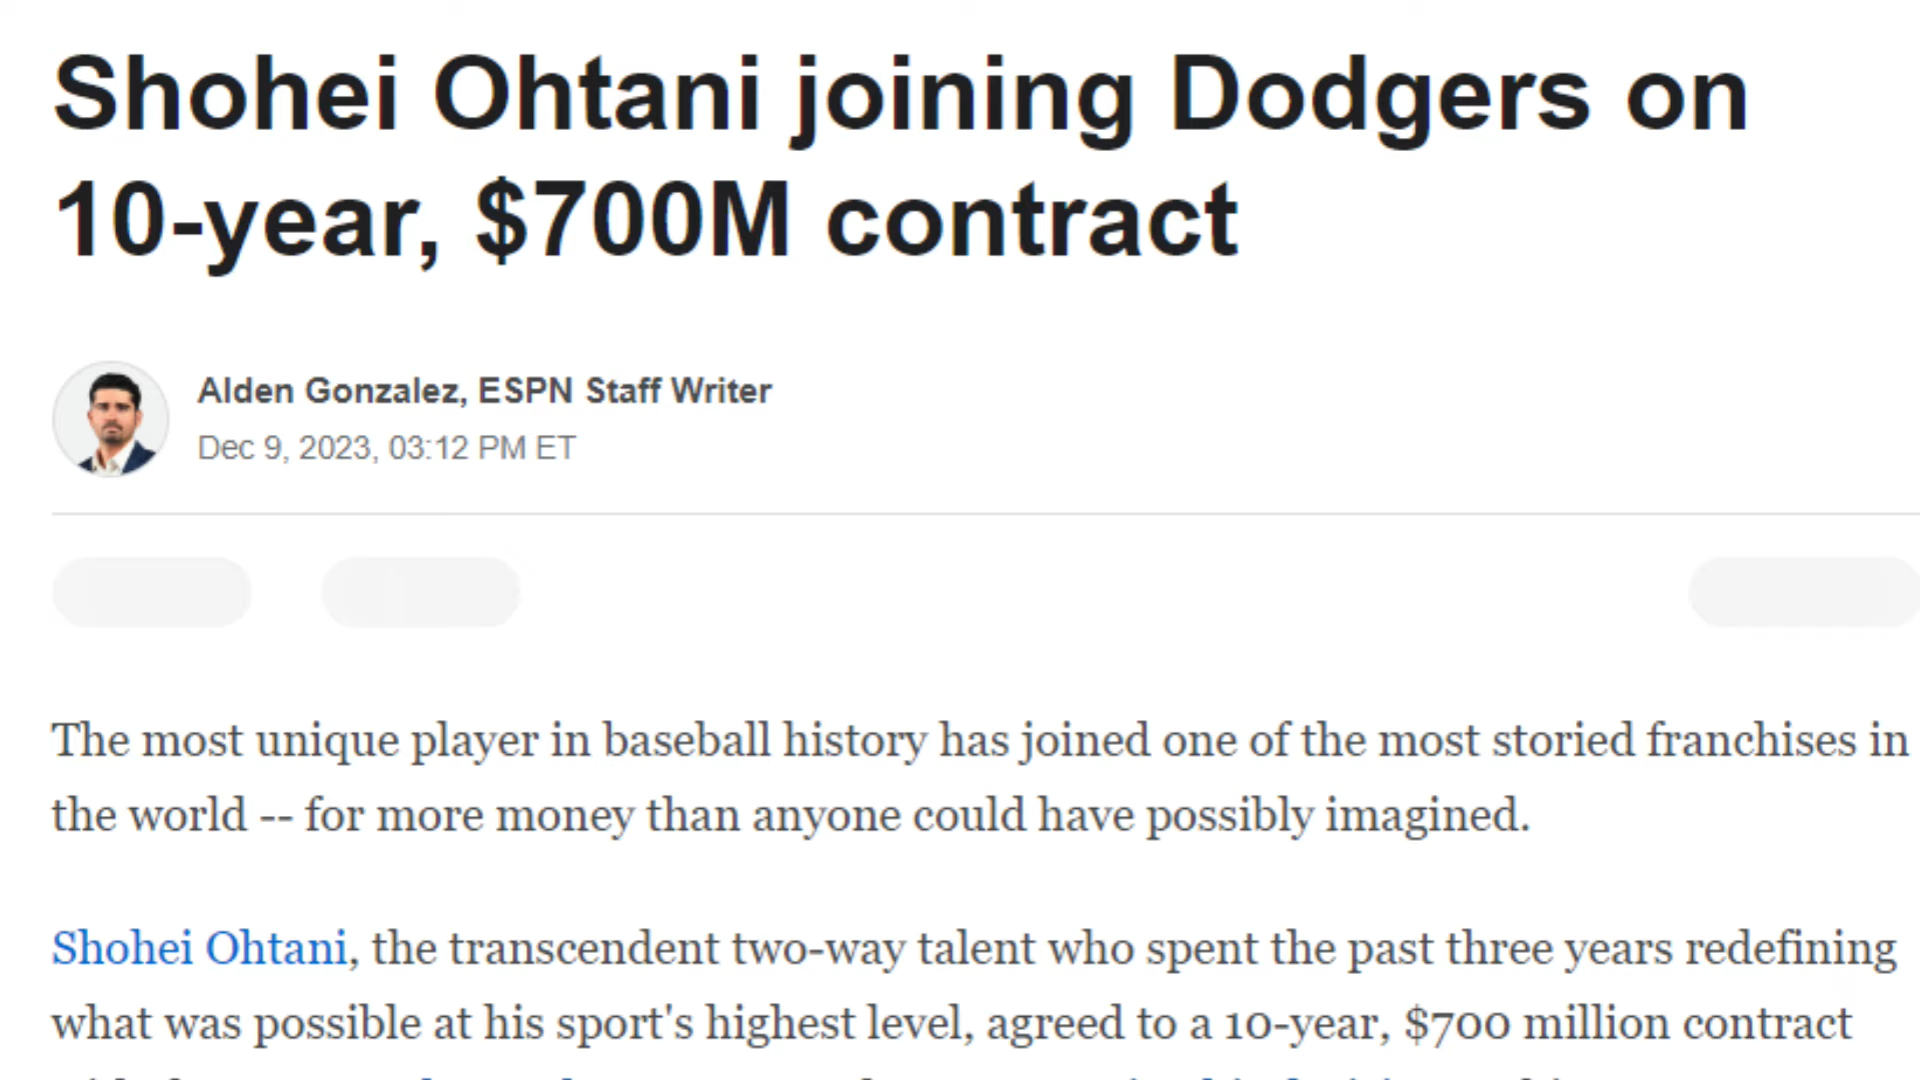 Shohei Ohtani joining Dodgers on
10-year, $700M contract
Alden Gonzalez, ESPN Staff Writer
Dec 9, 2023, 03:12 PM ET
The most unique player in baseball history has joined one of the most storied franchises in
the world -- for more money than anyone could have possibly imagined.
Shohei Ohtani, the transcendent two-way talent who spent the past three years redefining
what was possible at his sport's highest level, agreed to a 10-year, $700 million contract